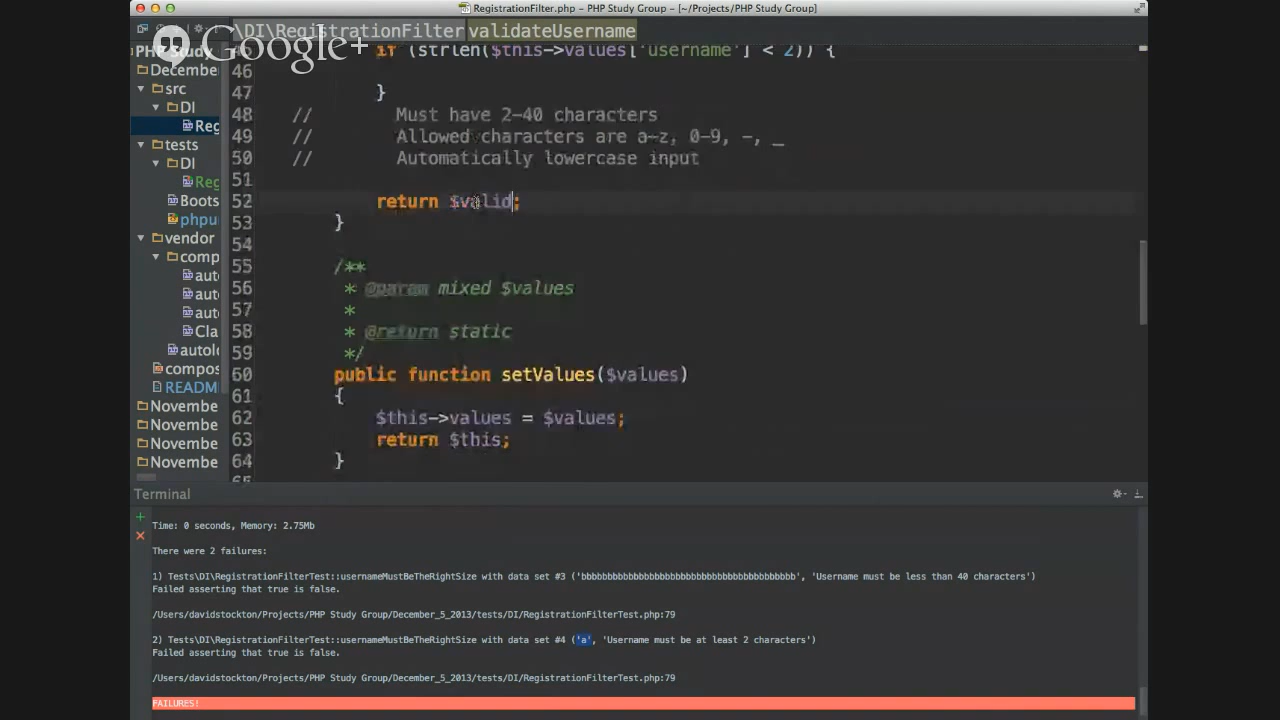 RegistrationFilter.php - PHP Study Group - [~/Projects/PHP Study Group]
\DI\RegistrationFilter validateUsername
Google+
PHP Study
December
src
DI
Reg
tests
DI
Reg
Boots
phpu
vendor
comp
auto
auto
auto
Cla
autolo
compos
README
Novembe
Novembe
Novembe
Novembe
if (strlen($this->values['username'] < 2)) {
46
47 }
48 // Must have 2-40 characters
49 // Allowed characters are a-z, 0-9, -, _
50 // Automatically lowercase input
51
52 return $valid;
53 }
54
55 /**
56 * @param mixed $values
57 *
58 * @return static
59 */
60 public function setValues($values)
61 {
62 $this->values = $values;
63 return $this;
64 }
65
Terminal
Time: 0 seconds, Memory: 2.75Mb
There were 2 failures:
1) Tests\DI\RegistrationFilterTest::usernameMustBeTheRightSize with data set #3 ('bbbbbbbbbbbbbbbbbbbbbbbbbbbbbbbbbbbbbbbbb', 'Username must be less than 40 characters')
Failed asserting that true is false.
/Users/davidstockton/Projects/PHP Study Group/December_5_2013/tests/DI/RegistrationFilterTest.php:79
2) Tests\DI\RegistrationFilterTest::usernameMustBeTheRightSize with data set #4 ('a', 'Username must be at least 2 characters')
Failed asserting that true is false.
/Users/davidstockton/Projects/PHP Study Group/December_5_2013/tests/DI/RegistrationFilterTest.php:79
FAILURES!